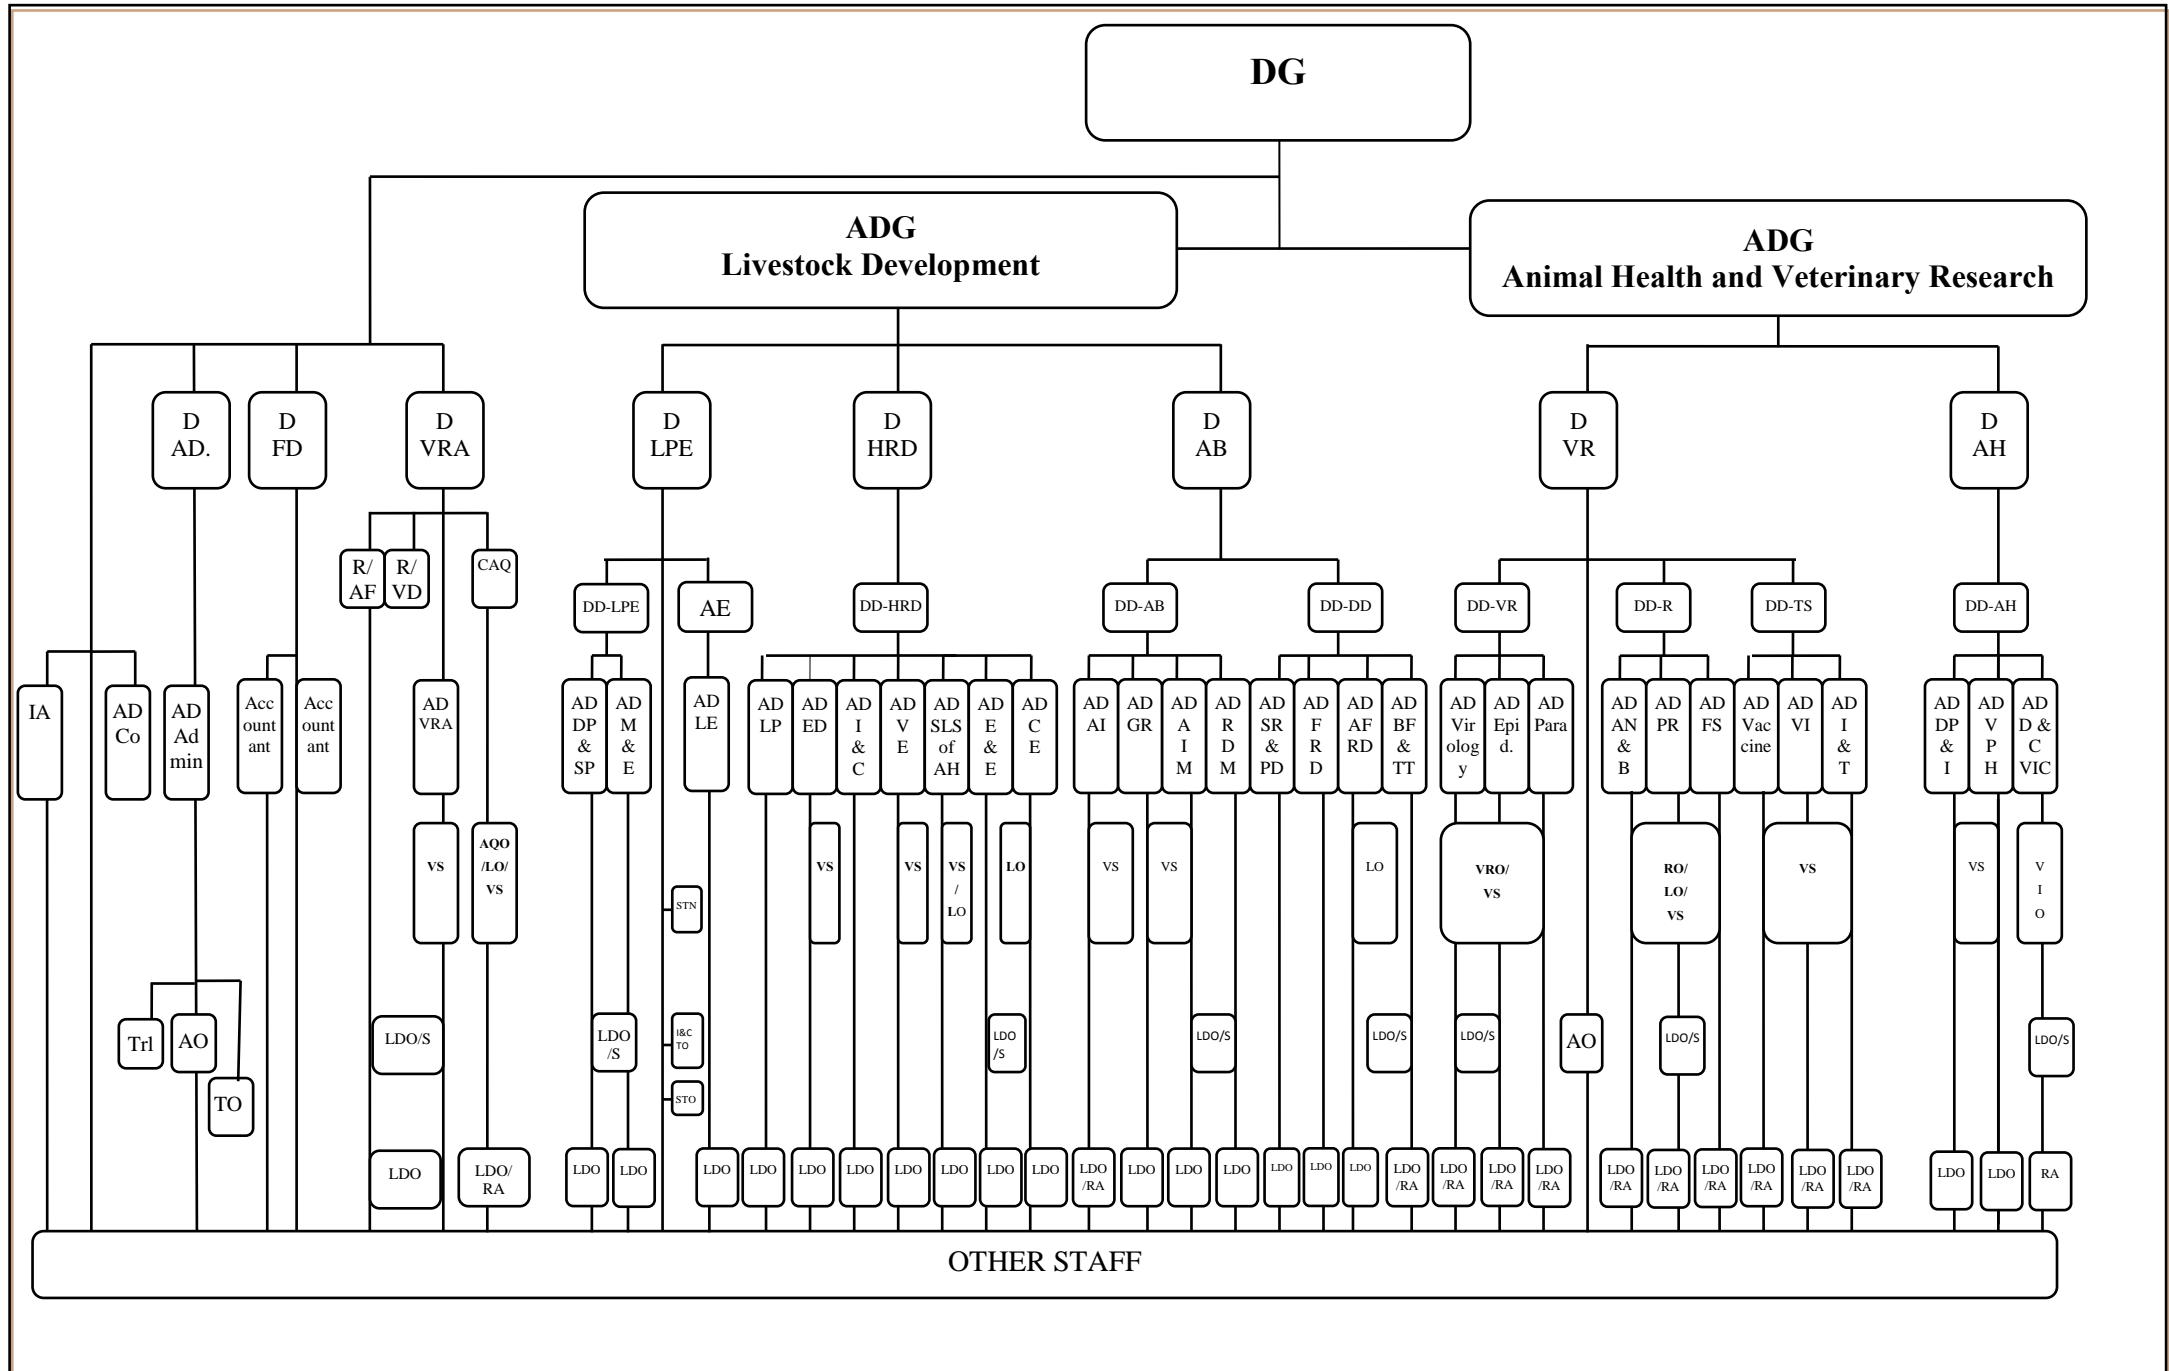 DG
ADG
Livestock Development
ADG
Animal Health and Veterinary Research
D
AD.
D
FD
D
VRA
D
LPE
D
HRD
D
AB
D
VR
D
AH
R/
AF
R/
VD
CAQ
DD-LPE
AE
DD-HRD
DD-AB
DD-DD
DD-VR
DD-R
DD-TS
DD-AH
IA
AD
Co
AD
Ad
min
Acc
ount
ant
Acc
ount
ant
AD
VRA
AD
DP
&
SP
AD
M
&
E
AD
LE
AD
LP
AD
ED
AD
I
&
C
AD
V
E
AD
SLS
of
AH
AD
E
&
E
AD
C
E
AD
AI
AD
GR
AD
A
I
M
AD
R
D
M
AD
SR
&
PD
AD
F
R
D
AD
AF
RD
AD
BF
&
TT
AD
Vir
olog
y
AD
Epi
d.
AD
Para
AD
AN
&
B
AD
PR
AD
FS
AD
Vac
cine
AD
VI
AD
I
&
T
AD
DP
&
I
AD
V
P
H
AD
D &
C
VIC
VS
AQO
/LO/
VS
VS
VS
VS
/
LO
LO
VS
VS
LO
VRO/
VS
RO/
LO/
VS
VS
VS
V
I
O
STN
Trl
AO
TO
LDO/S
LDO
/S
I&C
TO
STO
LDO
/S
LDO/S
LDO/S
LDO/S
AO
LDO/S
LDO/S
LDO
LDO/
RA
LDO
LDO
LDO
LDO
LDO
LDO
LDO
LDO
LDO
LDO
LDO
/RA
LDO
LDO
LDO
LDO
LDO
LDO
LDO
/RA
LDO
/RA
LDO
/RA
LDO
/RA
LDO
/RA
LDO
/RA
LDO
/RA
LDO
/RA
LDO
/RA
LDO
/RA
LDO
LDO
RA
OTHER STAFF